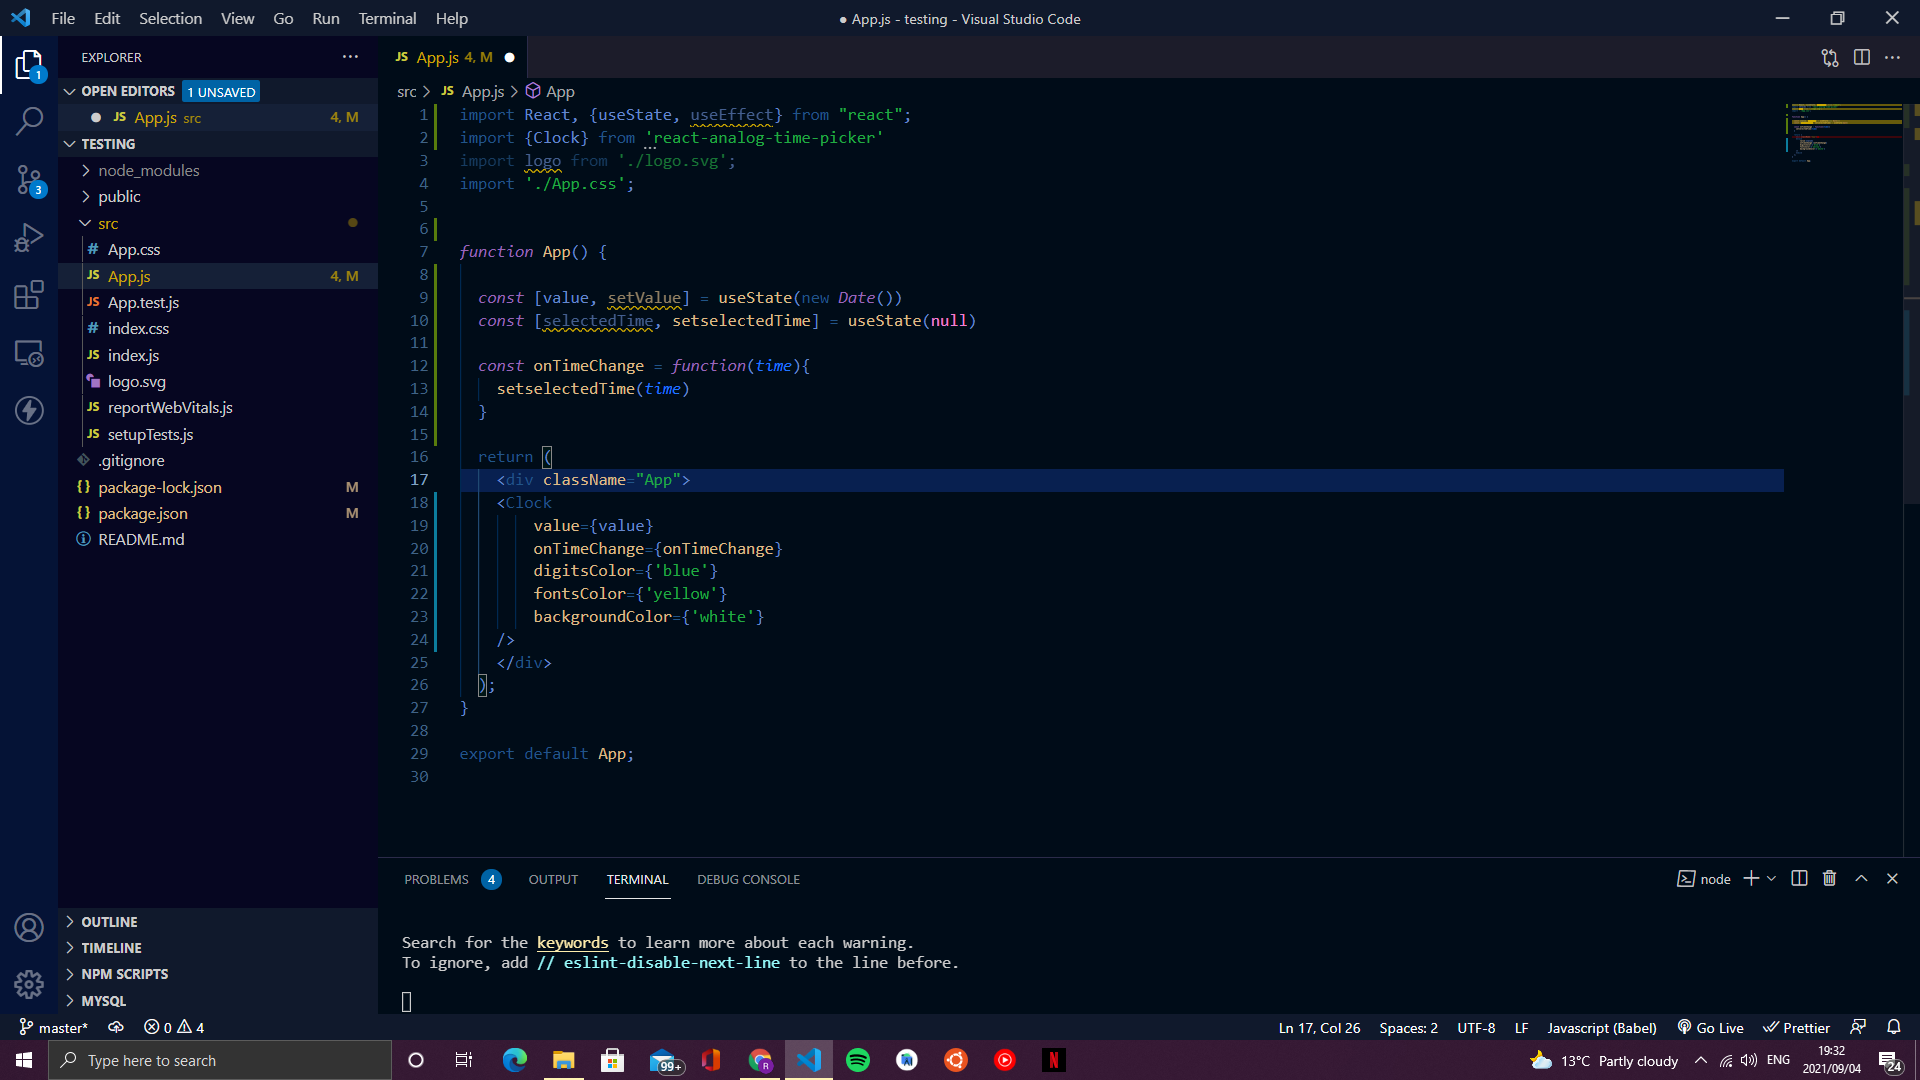 File Edit Selection View Go Run Terminal Help
● App.js - testing - Visual Studio Code
EXPLORER
OPEN EDITORS 1 UNSAVED
JS App.js src 4, M
TESTING
node_modules
public
src
# App.css
JS App.js 4, M
JS App.test.js
# index.css
JS index.js
logo.svg
JS reportWebVitals.js
JS setupTests.js
.gitignore
{} package-lock.json M
{} package.json M
README.md
OUTLINE
TIMELINE
NPM SCRIPTS
MYSQL
1
3
JS App.js 4, M
src > JS App.js > App
1 import React, {useState, useEffect} from "react";
2 import {Clock} from 'react-analog-time-picker'
3 import logo from './logo.svg';
4 import './App.css';
5
6
7 function App() {
8
9 const [value, setValue] = useState(new Date())
10 const [selectedTime, setselectedTime] = useState(null)
11
12 const onTimeChange = function(time){
13 setselectedTime(time)
14 }
15
16 return (
17 <div className="App">
18 <Clock
19 value={value}
20 onTimeChange={onTimeChange}
21 digitsColor={'blue'}
22 fontsColor={'yellow'}
23 backgroundColor={'white'}
24 />
25 </div>
26 );
27 }
28
29 export default App;
30
PROBLEMS 4 OUTPUT TERMINAL DEBUG CONSOLE
node
Search for the keywords to learn more about each warning.
To ignore, add // eslint-disable-next-line to the line before.
master* 0 4
Ln 17, Col 26 Spaces: 2 UTF-8 LF Javascript (Babel) Go Live Prettier
Type here to search
99+
R
N
13°C Partly cloudy
ENG
19:32
2021/09/04
24